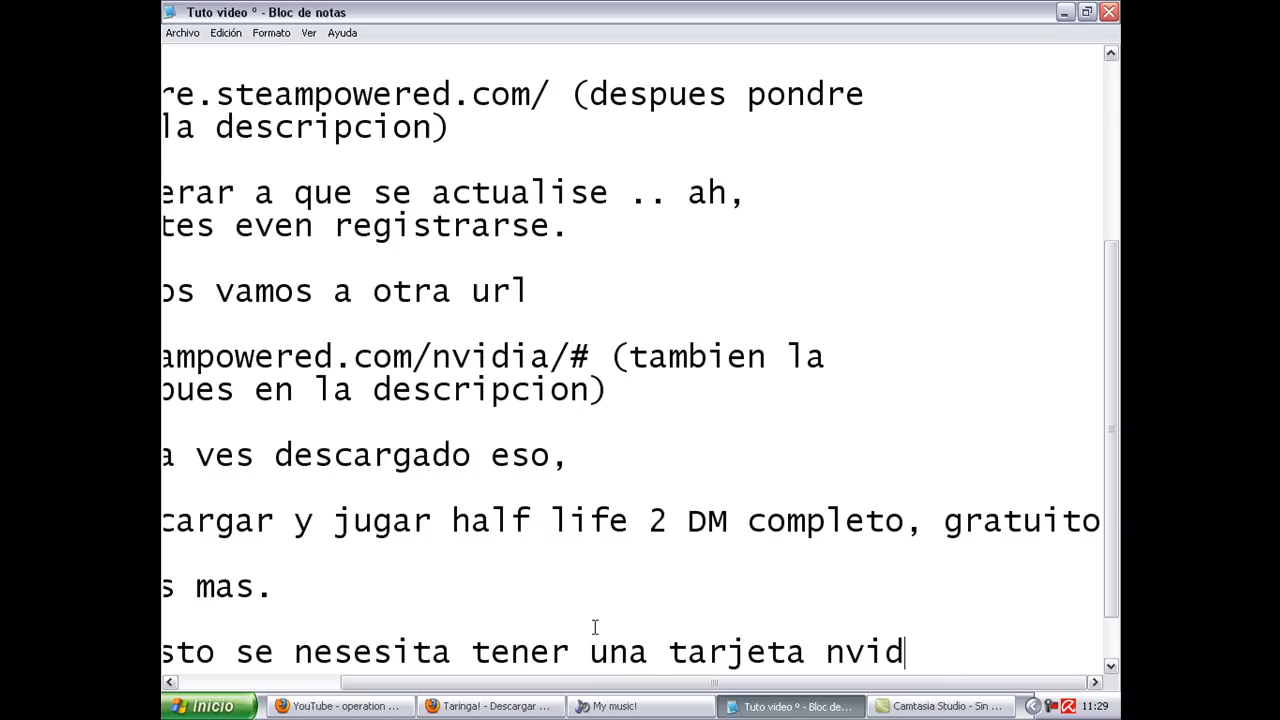 Tuto video º - Bloc de notas
Archivo Edición Formato Ver Ayuda
re.steampowered.com/ (despues pondre
la descripcion)
erar a que se actualise .. ah,
tes even registrarse.
os vamos a otra url
ampowered.com/nvidia/# (tambien la
pues en la descripcion)
a ves descargado eso,
cargar y jugar half life 2 DM completo, gratuito
s mas.
sto se nesesita tener una tarjeta nvid
Inicio YouTube - operación ... Taringa! - Descargar ... My music! Tuto video º - Bloc de... Camtasia Studio - Sin ... 11:29